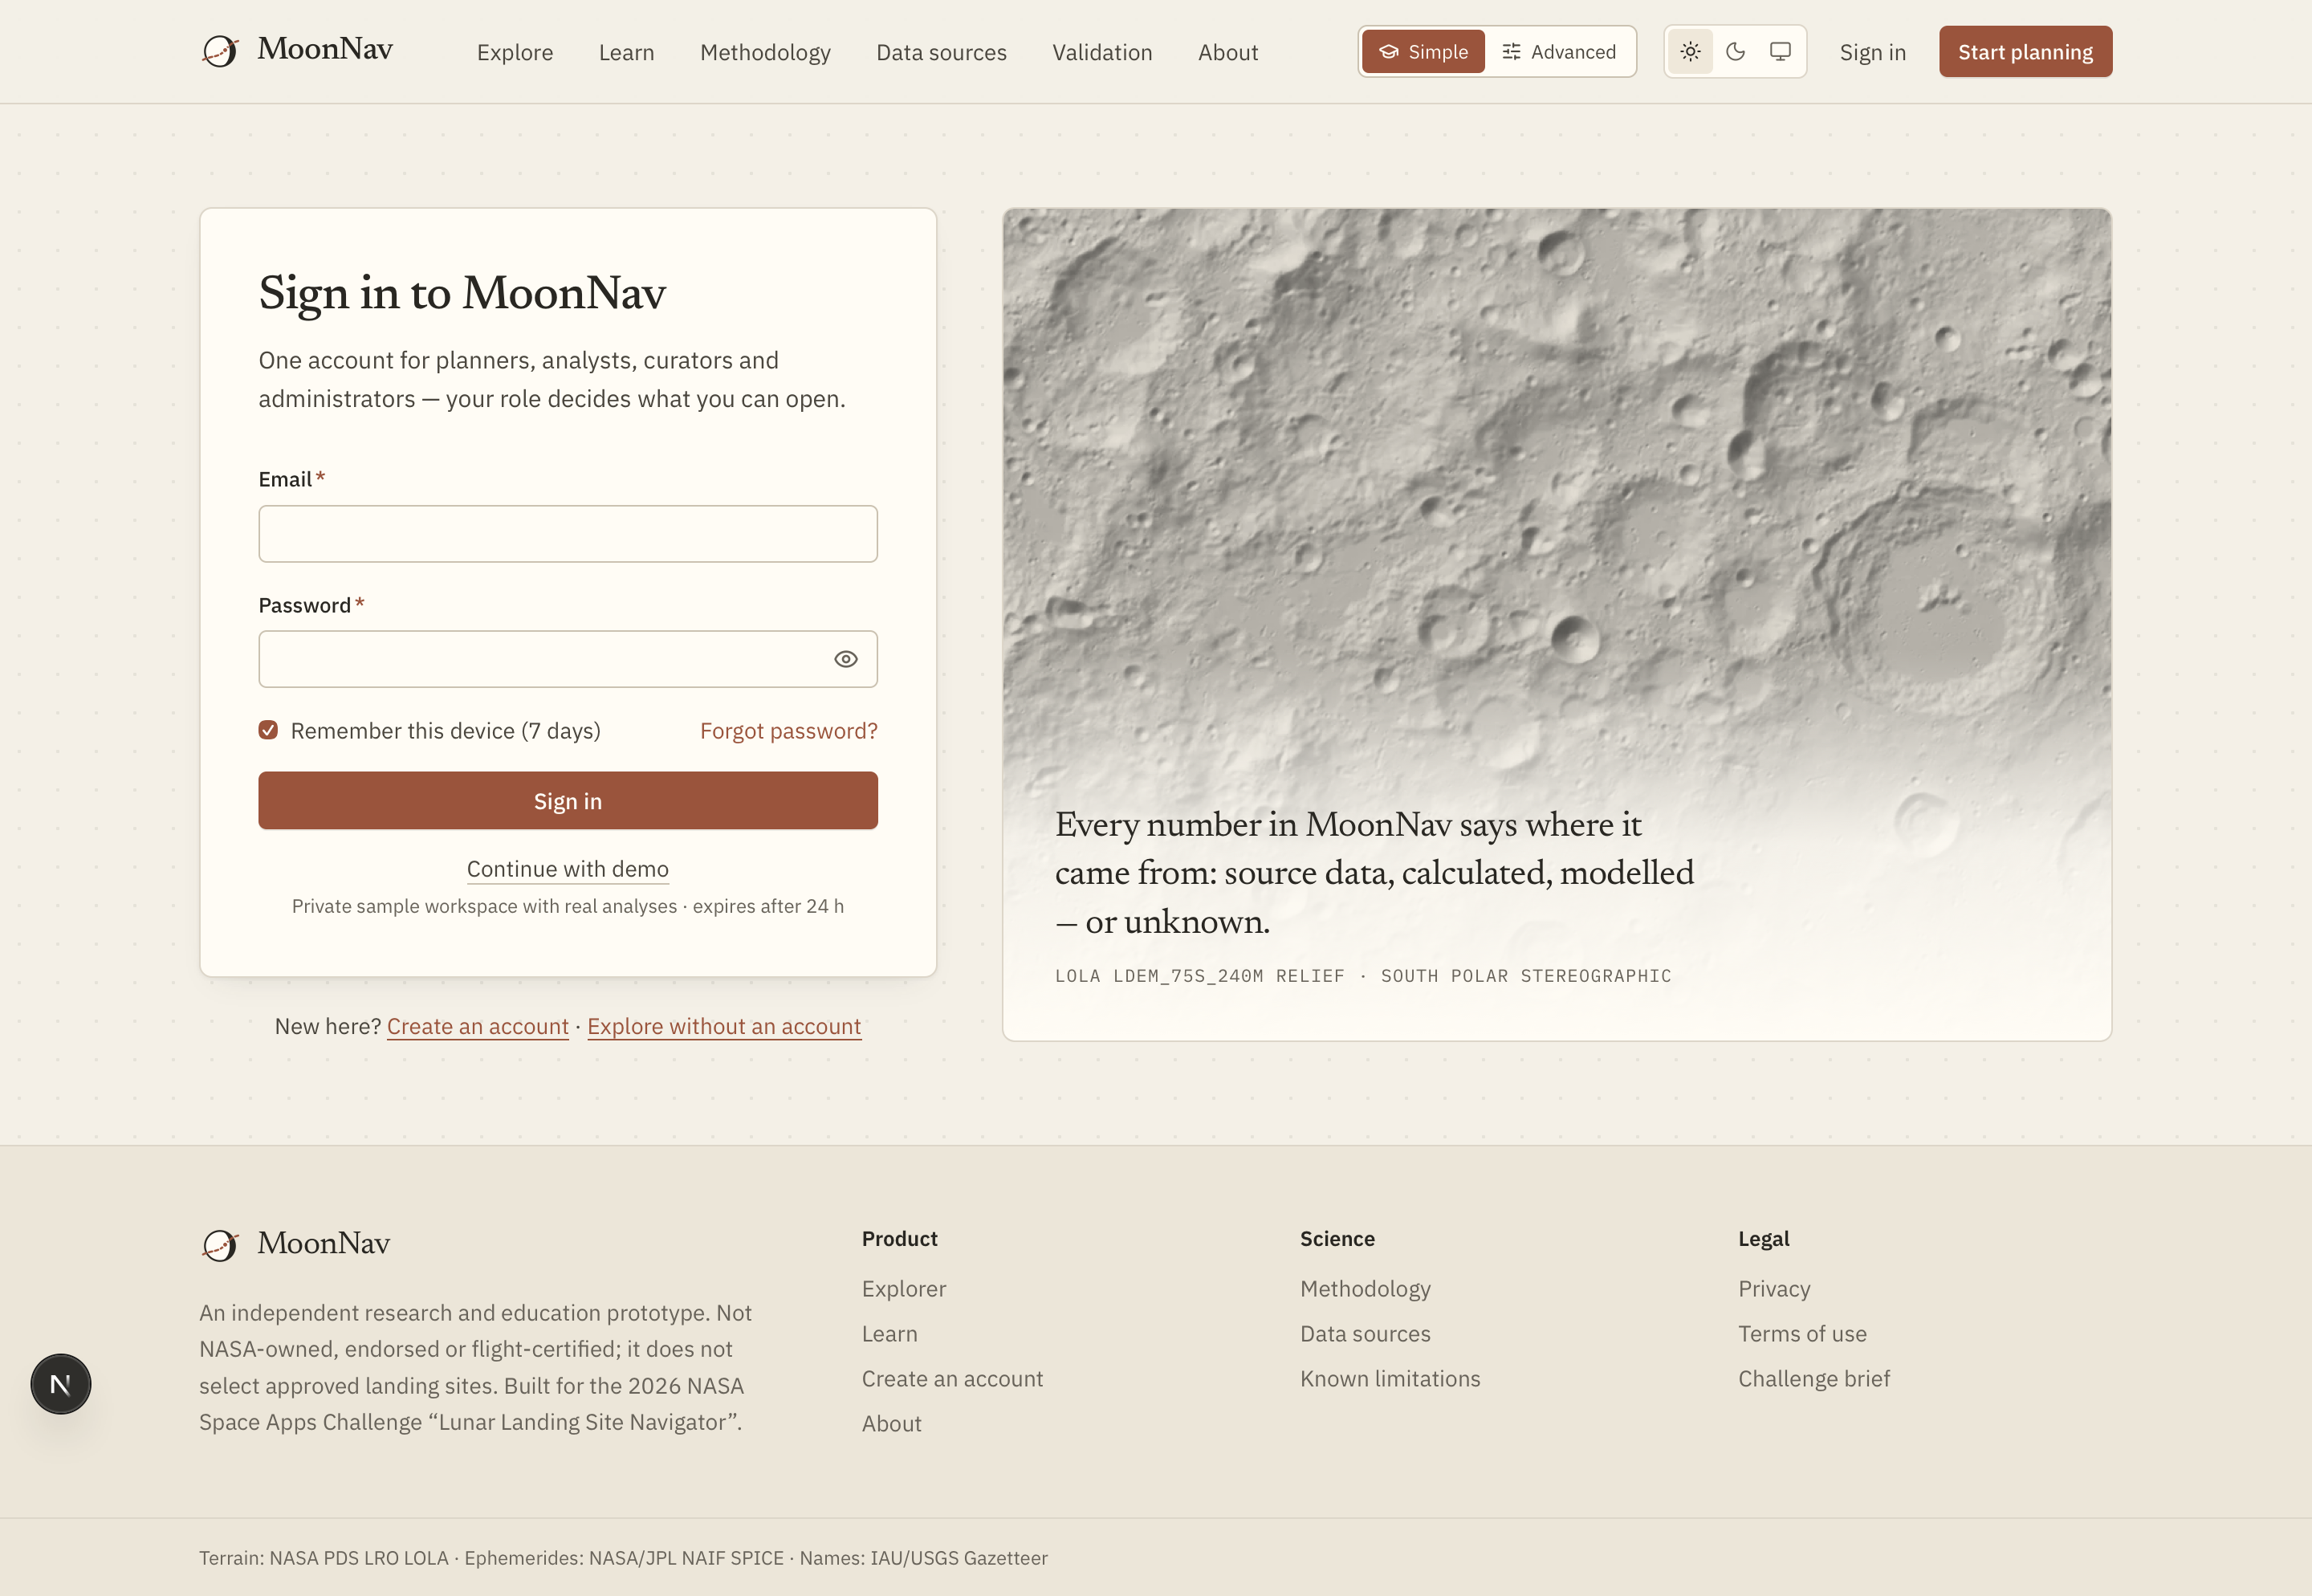 MoonNav
Explore Learn Methodology Data sources Validation About
Simple Advanced
Sign in
Start planning
Sign in to MoonNav
One account for planners, analysts, curators and
administrators — your role decides what you can open.
Email *
Password *
Remember this device (7 days)
Forgot password?
Sign in
Continue with demo
Private sample workspace with real analyses · expires after 24 h
New here? Create an account · Explore without an account
Every number in MoonNav says where it
came from: source data, calculated, modelled
— or unknown.
LOLA LDEM_75S_240M RELIEF · SOUTH POLAR STEREOGRAPHIC
MoonNav
An independent research and education prototype. Not
NASA-owned, endorsed or flight-certified; it does not
select approved landing sites. Built for the 2026 NASA
Space Apps Challenge “Lunar Landing Site Navigator”.
Product
Explorer
Learn
Create an account
About
Science
Methodology
Data sources
Known limitations
Legal
Privacy
Terms of use
Challenge brief
N
Terrain: NASA PDS LRO LOLA · Ephemerides: NASA/JPL NAIF SPICE · Names: IAU/USGS Gazetteer